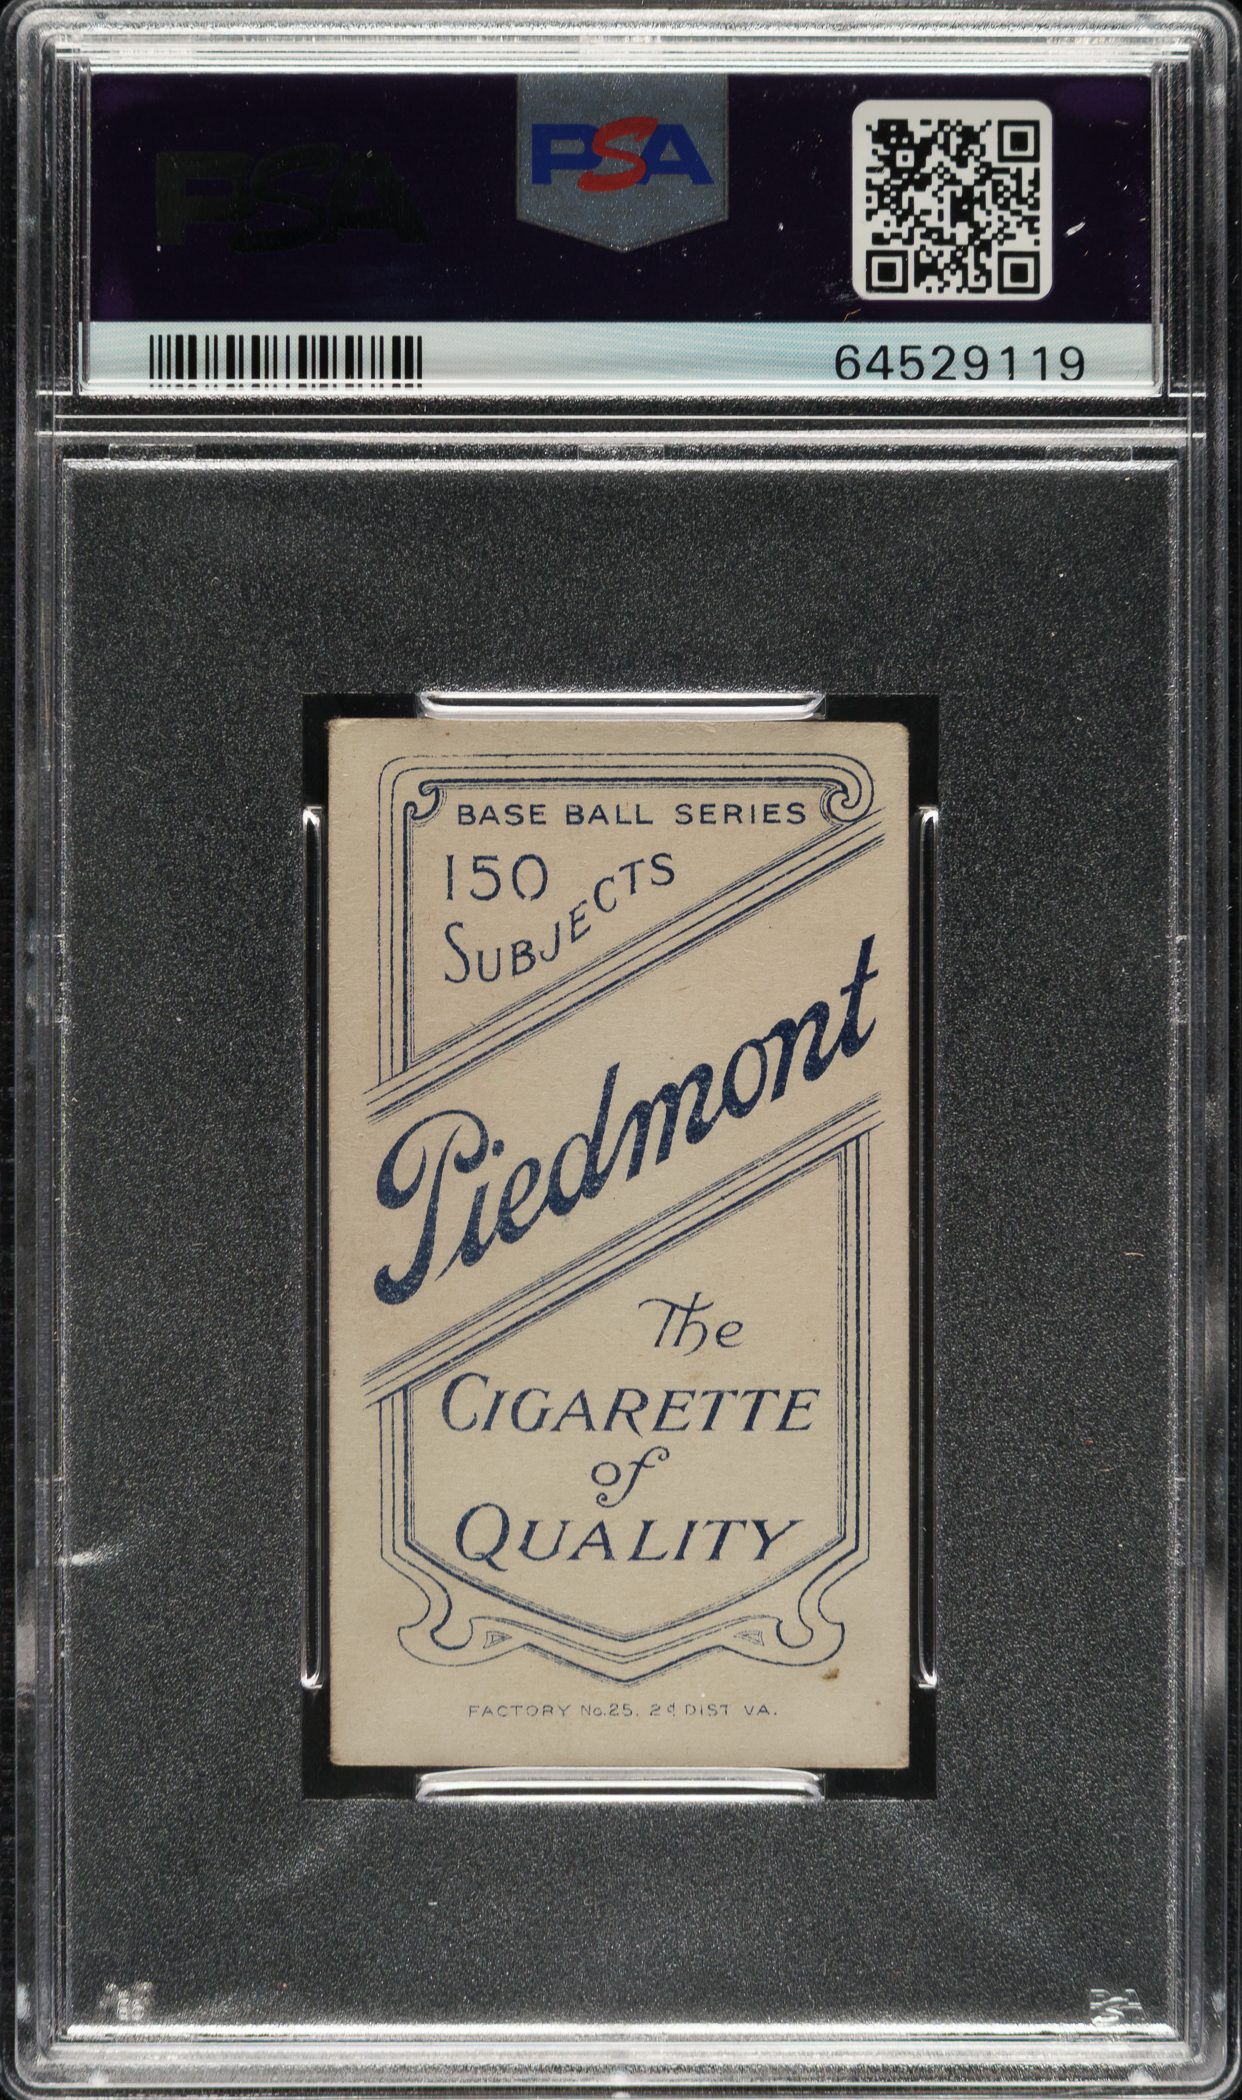 PSA
PSA
64529119
BASE BALL SERIES
150
SUBJECTS
Piedmont
The
CIGARETTE
of
QUALITY
FACTORY No.25. 2d DIST VA.
PSA